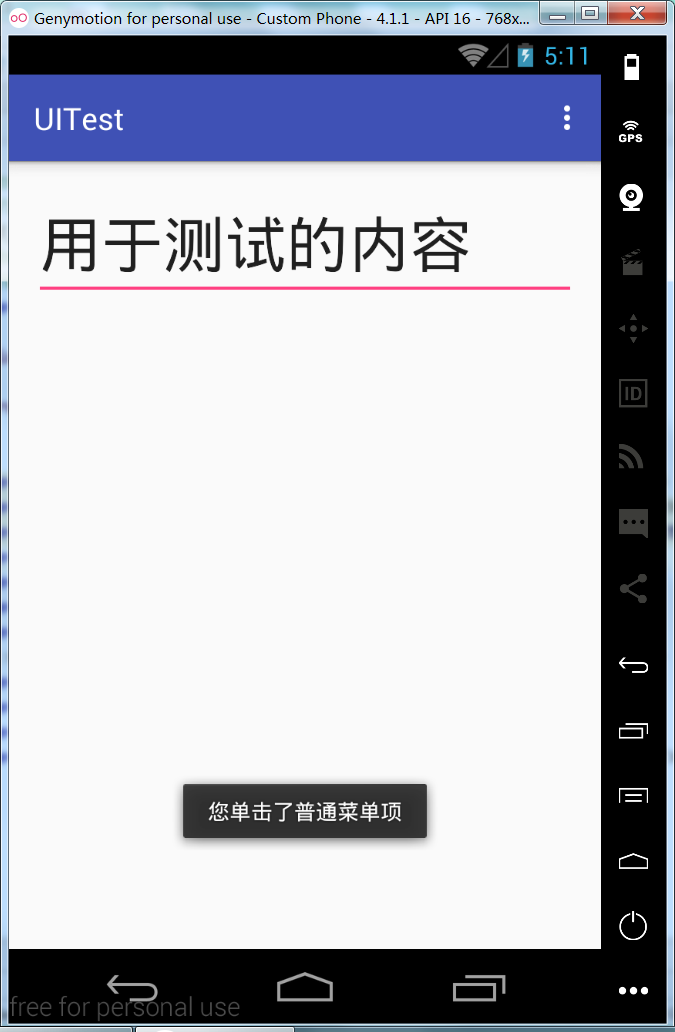 Genymotion for personal use - Custom Phone - 4.1.1 - API 16 - 768x...
5:11
UITest
GPS
用于测试的内容
ID
您单击了普通菜单项
free for personal use